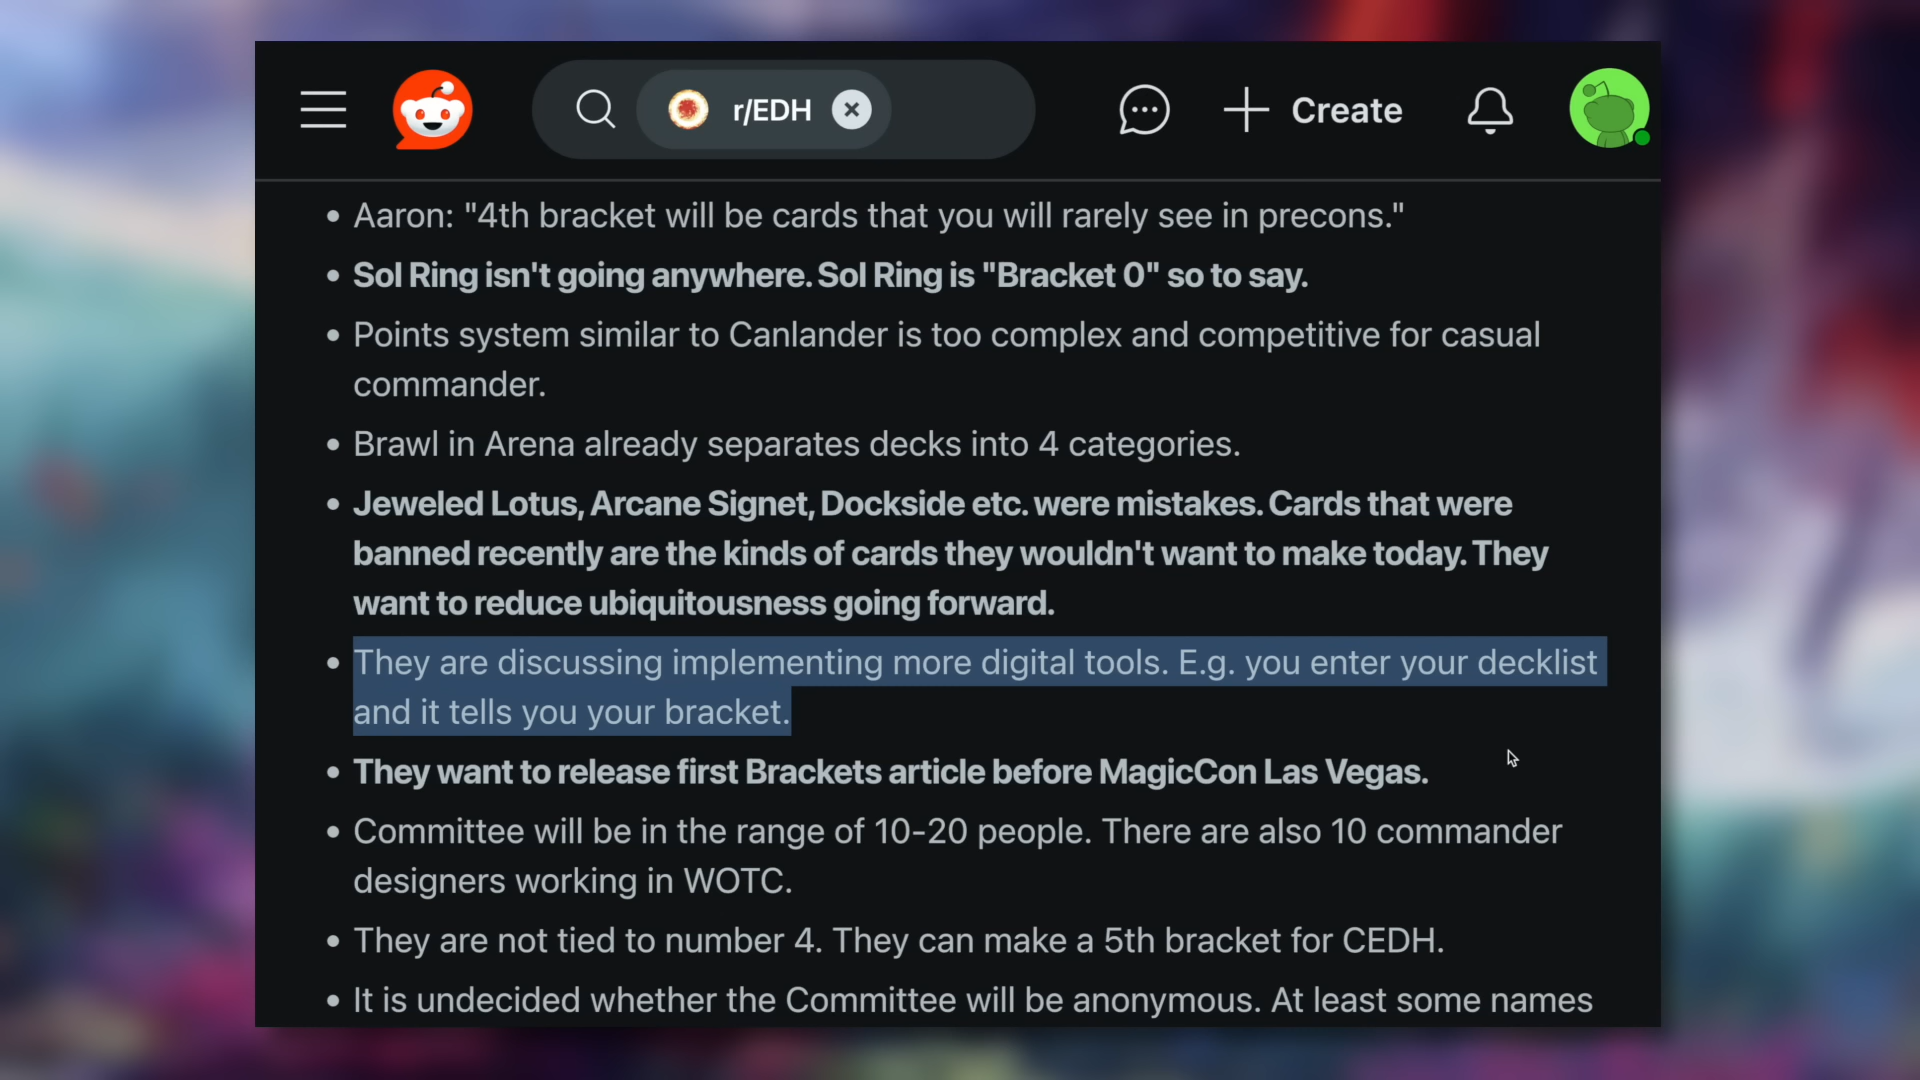 r/EDH
Create
Aaron: "4th bracket will be cards that you will rarely see in precons."
Sol Ring isn't going anywhere. Sol Ring is "Bracket 0" so to say.
Points system similar to Canlander is too complex and competitive for casual
commander.
Brawl in Arena already separates decks into 4 categories.
Jeweled Lotus, Arcane Signet, Dockside etc. were mistakes. Cards that were
banned recently are the kinds of cards they wouldn't want to make today. They
want to reduce ubiquitousness going forward.
They are discussing implementing more digital tools. E.g. you enter your decklist
and it tells you your bracket.
They want to release first Brackets article before MagicCon Las Vegas.
Committee will be in the range of 10-20 people. There are also 10 commander
designers working in WOTC.
They are not tied to number 4. They can make a 5th bracket for CEDH.
It is undecided whether the Committee will be anonymous. At least some names